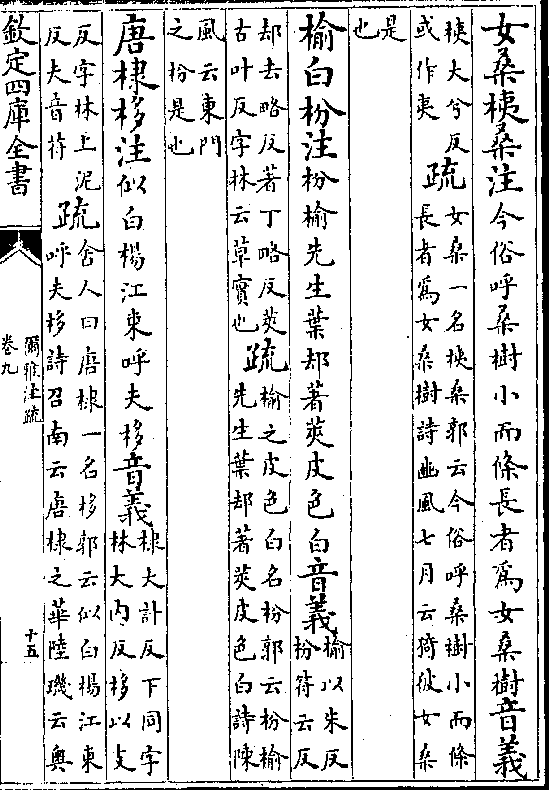 女桑桋桑注今俗呼桑樹小而條長者爲女桑樹音義
桋大兮反
或作夷
疏
女桑一名桋桑郭云今俗呼桑樹小而條
長者爲女桑樹詩豳風七月云猗彼女桑
是
也
榆白枌注枌榆先生葉却著莢皮色白音義
榆以朱反
枌符云反
却去略反著丁略反莢
古叶反字林云草實也
疏
榆之皮色白名枌郭云枌榆
先生葉却著莢皮色白詩陳
風云東門
之枌是也
唐棣栘注似白楊江東呼夫栘音義
棣大計反下同字
林大內反栘以支
反字林上泥
反夫音符
疏
舍人曰唐棣一名栘郭云似白楊江東
呼夫栘詩召南云唐棣之華陸璣云奧
欽定四庫全書
爾雅注疏
卷九
十五